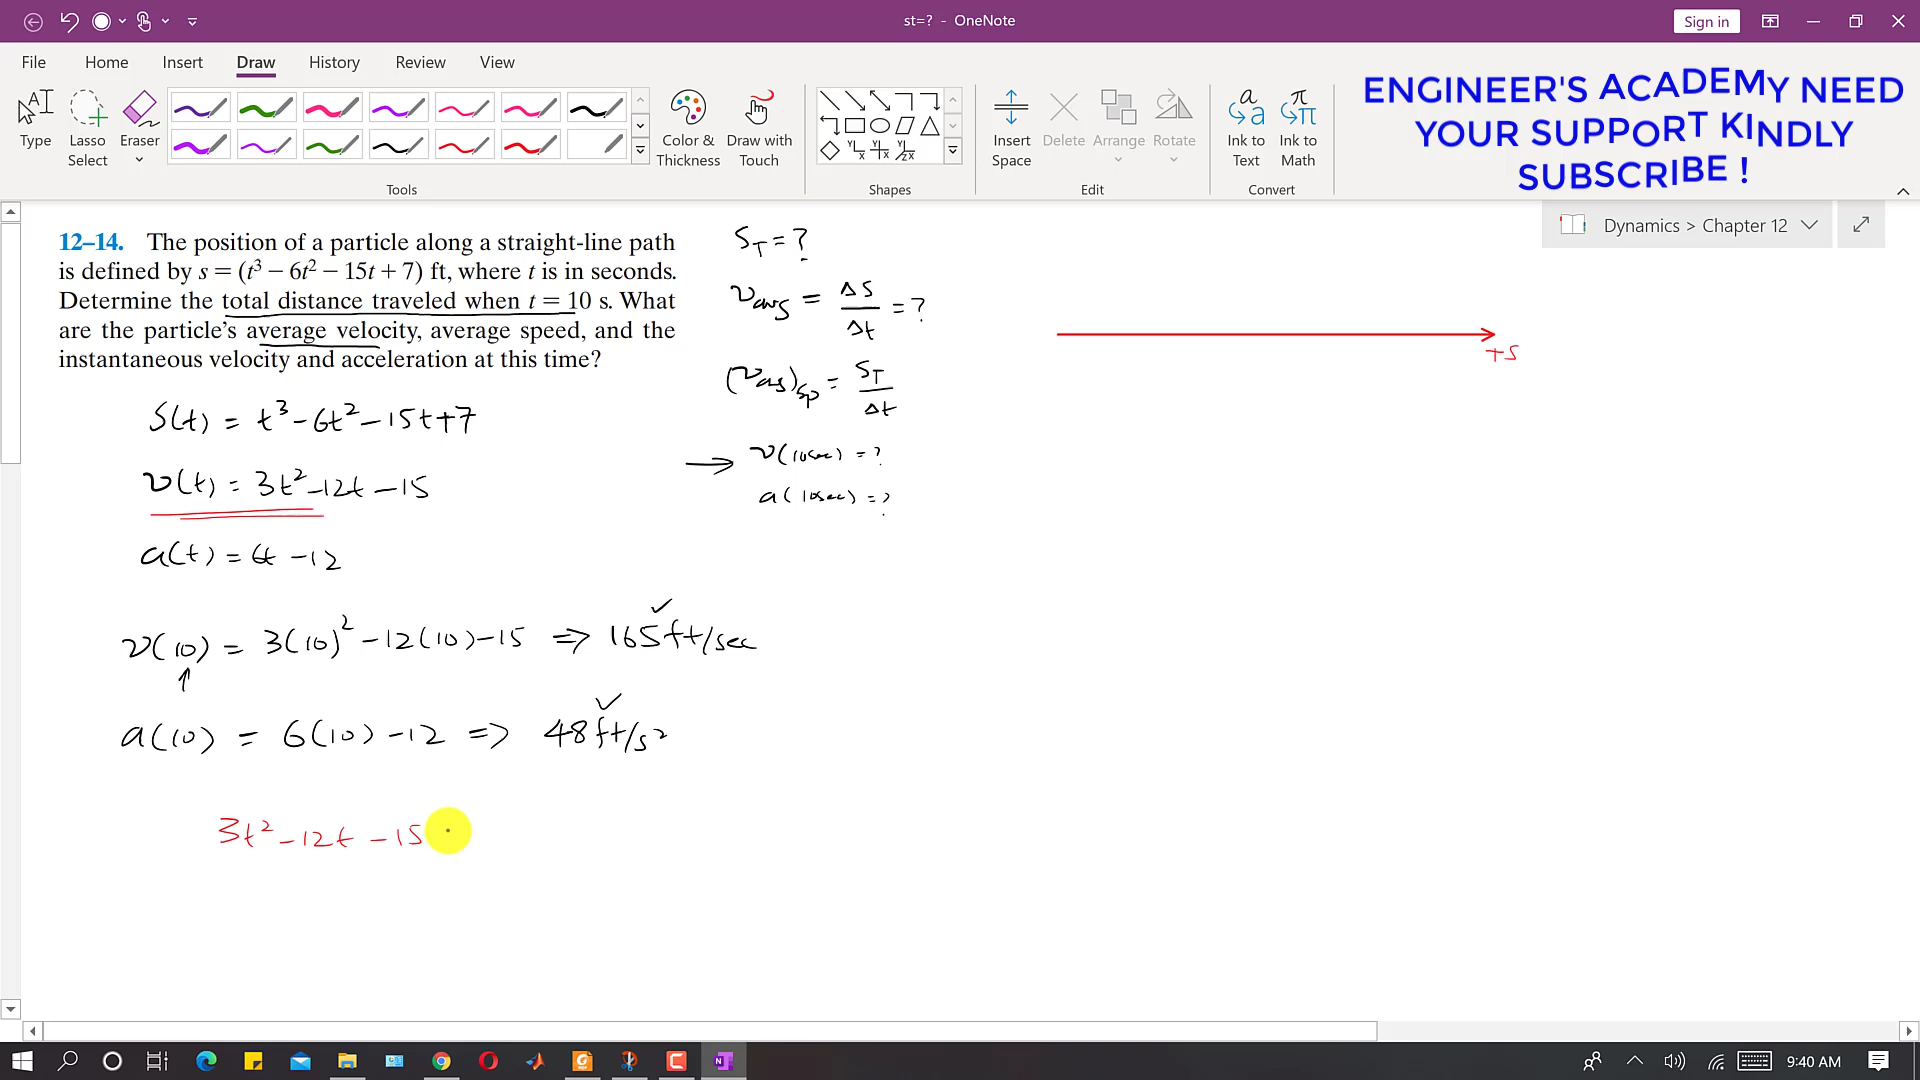 st=? - OneNote
Sign in
File Home Insert Draw History Review View
Type
Lasso Select
Eraser
Color & Thickness
Draw with Touch
Insert Space
Delete
Arrange
Rotate
Ink to Text
Ink to Math
Tools
Shapes
Edit
Convert
ENGINEER'S ACADEMY NEED
YOUR SUPPORT KINDLY
SUBSCRIBE !
Dynamics > Chapter 12
12–14. The position of a particle along a straight-line path
is defined by s = (t³ − 6t² − 15t + 7) ft, where t is in seconds.
Determine the total distance traveled when t = 10 s. What
are the particle's average velocity, average speed, and the
instantaneous velocity and acceleration at this time?
S_T = ?
v_avg = ΔS/Δt = ?
(v_avg)_sp = S_T/Δt
→ v(10sec) = ?
a(10sec) = ?
+S
S(t) = t³ - 6t² - 15t + 7
v(t) = 3t² - 12t - 15
a(t) = 6t - 12
v(10) = 3(10)² - 12(10) - 15 ⇒ 165 ft/sec
a(10) = 6(10) - 12 ⇒ 48 ft/s²
3t² - 12t - 15
9:40 AM